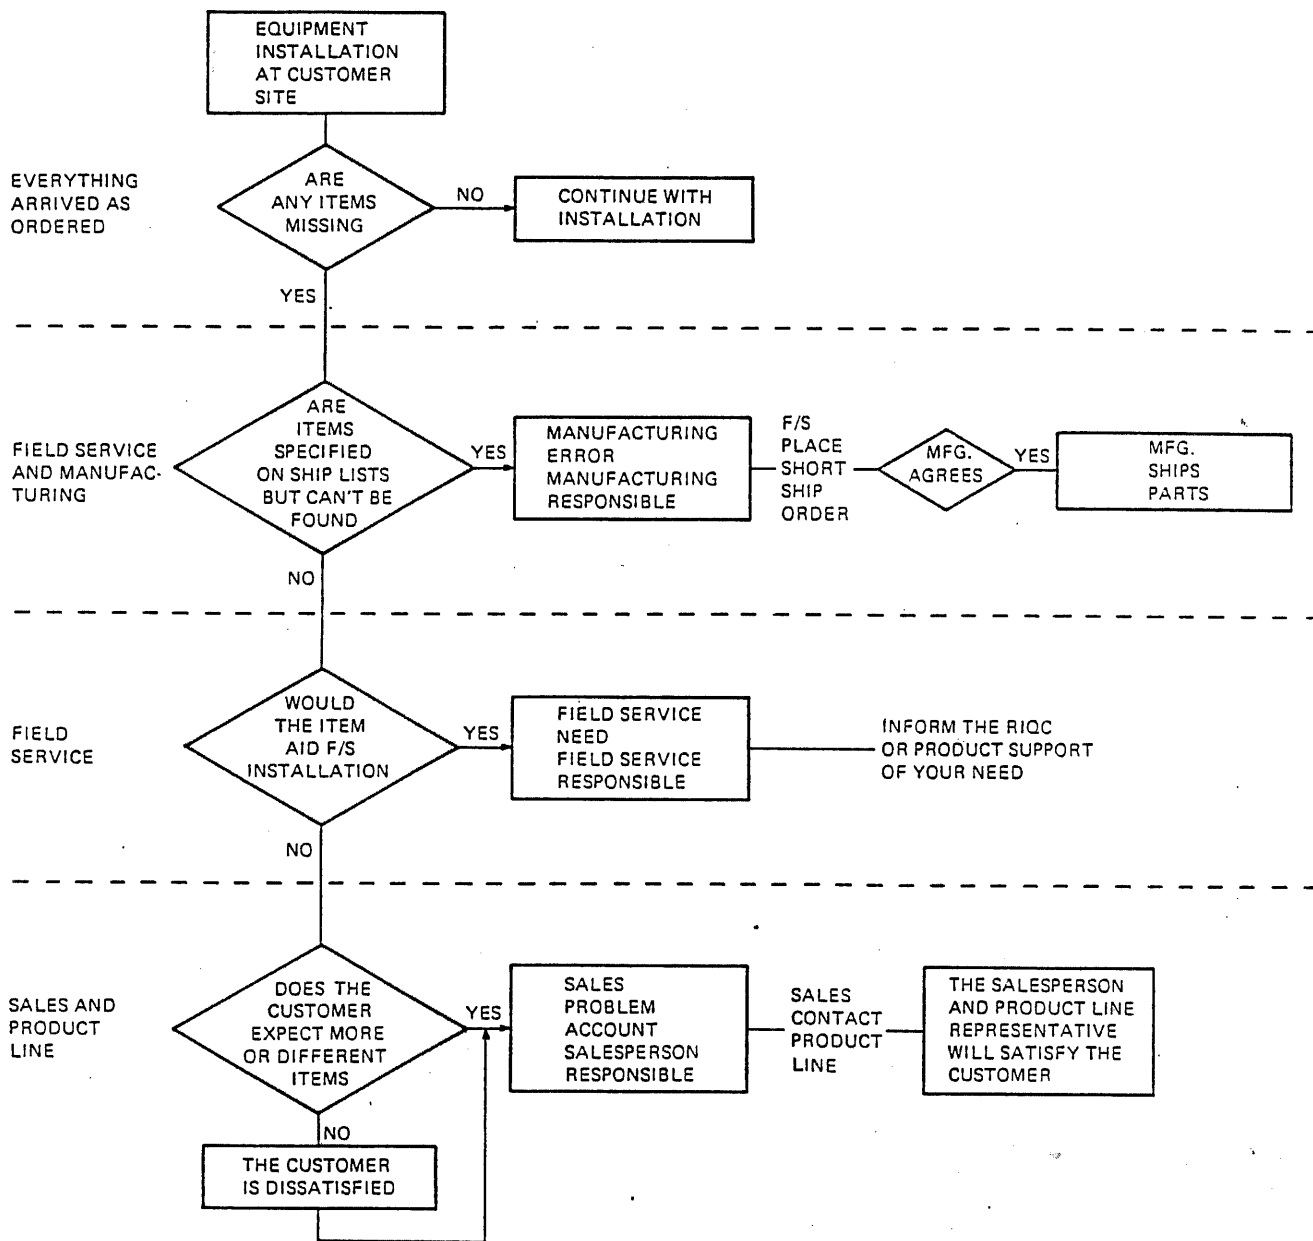 EQUIPMENT
INSTALLATION
AT CUSTOMER
SITE
EVERYTHING
ARRIVED AS
ORDERED
ARE
ANY ITEMS
MISSING
NO
CONTINUE WITH
INSTALLATION
YES
FIELD SERVICE
AND MANUFAC-
TURING
ARE
ITEMS
SPECIFIED
ON SHIP LISTS
BUT CAN'T BE
FOUND
YES
MANUFACTURING
ERROR
MANUFACTURING
RESPONSIBLE
F/S
PLACE
SHORT
SHIP
ORDER
MFG.
AGREES
YES
MFG.
SHIPS
PARTS
NO
FIELD
SERVICE
WOULD
THE ITEM
AID F/S
INSTALLATION
YES
FIELD SERVICE
NEED
FIELD SERVICE
RESPONSIBLE
INFORM THE RIQC
OR PRODUCT SUPPORT
OF YOUR NEED
NO
SALES AND
PRODUCT
LINE
DOES THE
CUSTOMER
EXPECT MORE
OR DIFFERENT
ITEMS
YES
SALES
PROBLEM
ACCOUNT
SALESPERSON
RESPONSIBLE
SALES
CONTACT
PRODUCT
LINE
THE SALESPERSON
AND PRODUCT LINE
REPRESENTATIVE
WILL SATISFY THE
CUSTOMER
NO
THE CUSTOMER
IS DISSATISFIED